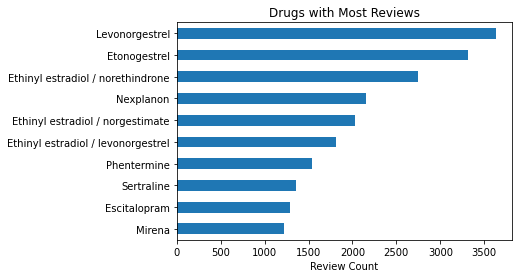 Drugs with Most Reviews
Levonorgestrel
Etonogestrel
Ethinyl estradiol / norethindrone
Nexplanon
Ethinyl estradiol / norgestimate
Ethinyl estradiol / levonorgestrel
Phentermine
Sertraline
Escitalopram
Mirena
0 500 1000 1500 2000 2500 3000 3500
Review Count